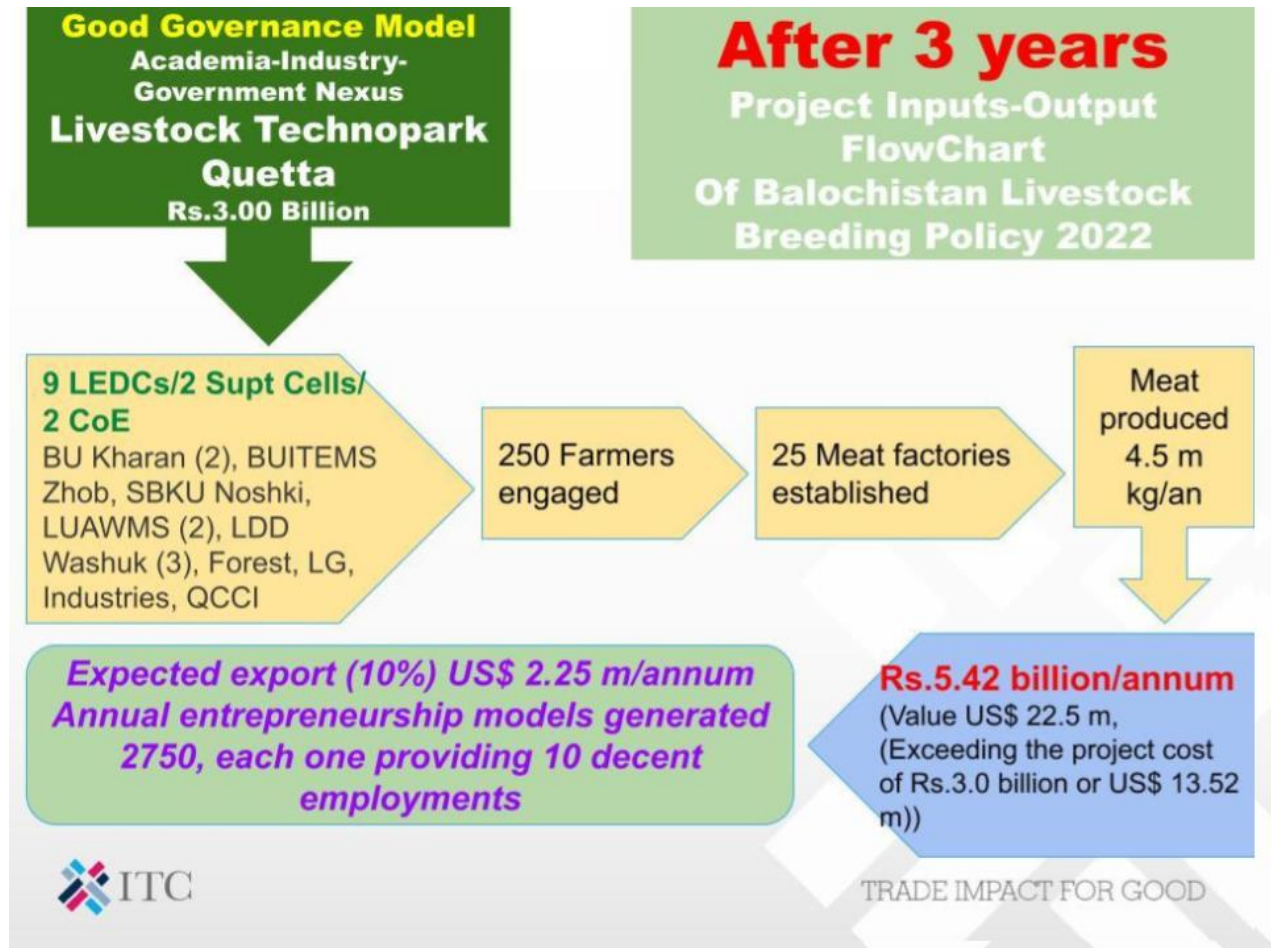 Good Governance Model
Academia-Industry-
Government Nexus
Livestock Technopark
Quetta
Rs.3.00 Billion
After 3 years
Project Inputs-Output
FlowChart
Of Balochistan Livestock
Breeding Policy 2022
9 LEDCs/2 Supt Cells/
2 CoE
BU Kharan (2), BUITEMS
Zhob, SBKU Noshki,
LUAWMS (2), LDD
Washuk (3), Forest, LG,
Industries, QCCI
250 Farmers
engaged
25 Meat factories
established
Meat
produced
4.5 m
kg/an
Rs.5.42 billion/annum
(Value US$ 22.5 m,
(Exceeding the project cost
of Rs.3.0 billion or US$ 13.52
m))
Expected export (10%) US$ 2.25 m/annum
Annual entrepreneurship models generated
2750, each one providing 10 decent
employments
ITC
TRADE IMPACT FOR GOOD